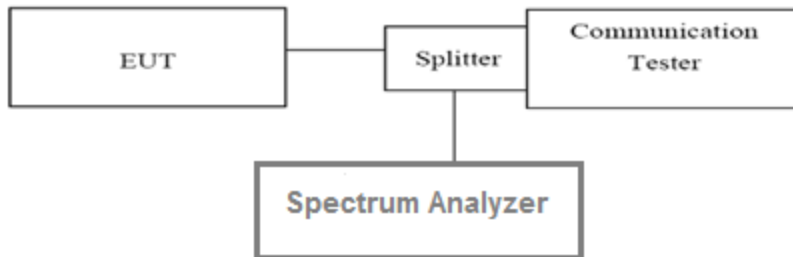 EUT
Splitter
Communication
Tester
Spectrum Analyzer